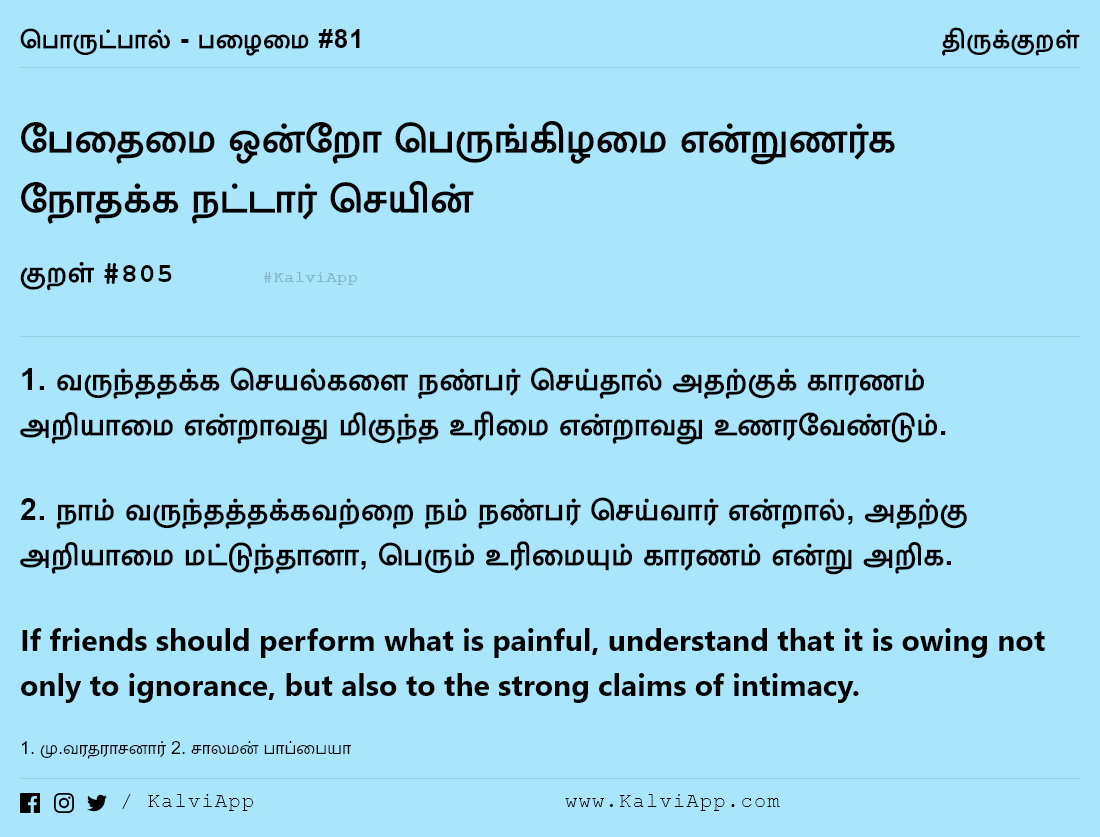 பொருட்பால் - பழைமை #81
திருக்குறள்
பேதைமை ஒன்றோ பெருங்கிழமை என்றுணர்க
நோதக்க நட்டார் செயின்
குறள் #805
#KalviApp
1. வருந்ததக்க செயல்களை நண்பர் செய்தால் அதற்குக் காரணம்
அறியாமை என்றாவது மிகுந்த உரிமை என்றாவது உணரவேண்டும்.
2. நாம் வருந்தத்தக்கவற்றை நம் நண்பர் செய்வார் என்றால், அதற்கு
அறியாமை மட்டுந்தானா, பெரும் உரிமையும் காரணம் என்று அறிக.
If friends should perform what is painful, understand that it is owing not
only to ignorance, but also to the strong claims of intimacy.
1. மு.வரதராசனார் 2. சாலமன் பாப்பையா
/ KalviApp
www.KalviApp.com